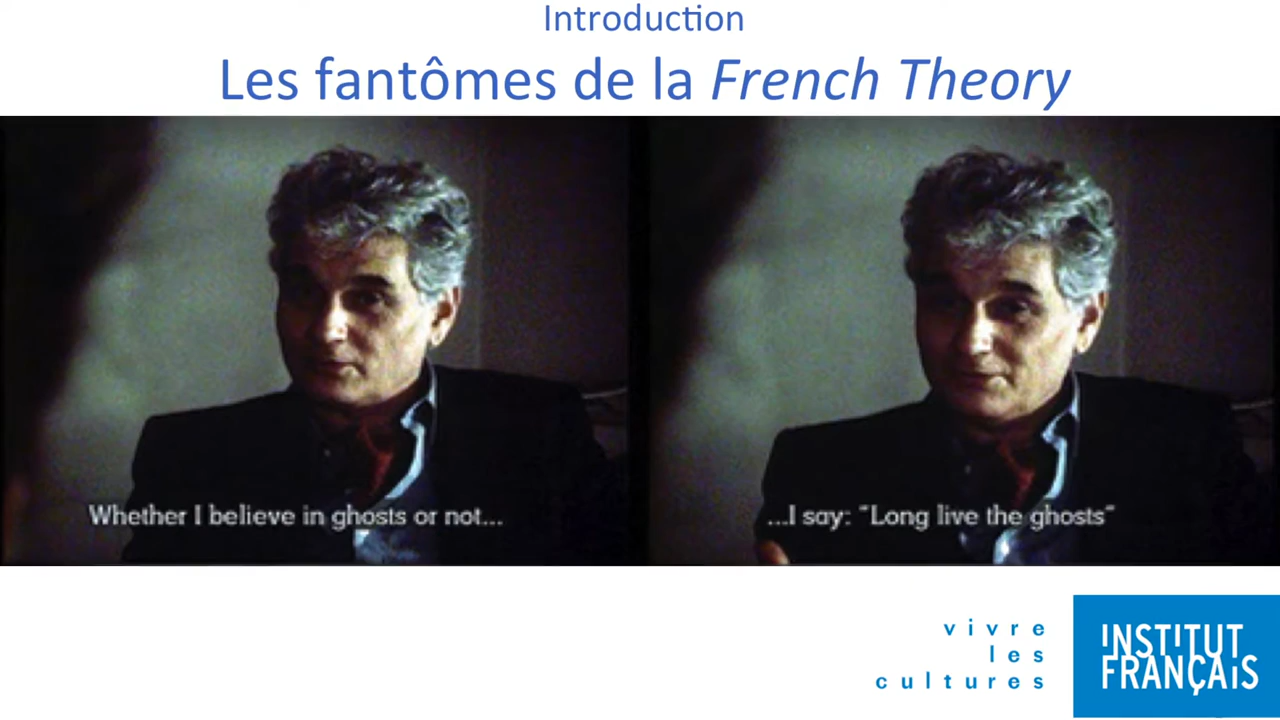 Introduction
Les fantômes de la French Theory
Whether I believe in ghosts or not...
...I say: "Long live the ghosts"
vivre
les
cultures
INSTITUT
FRANÇAIS